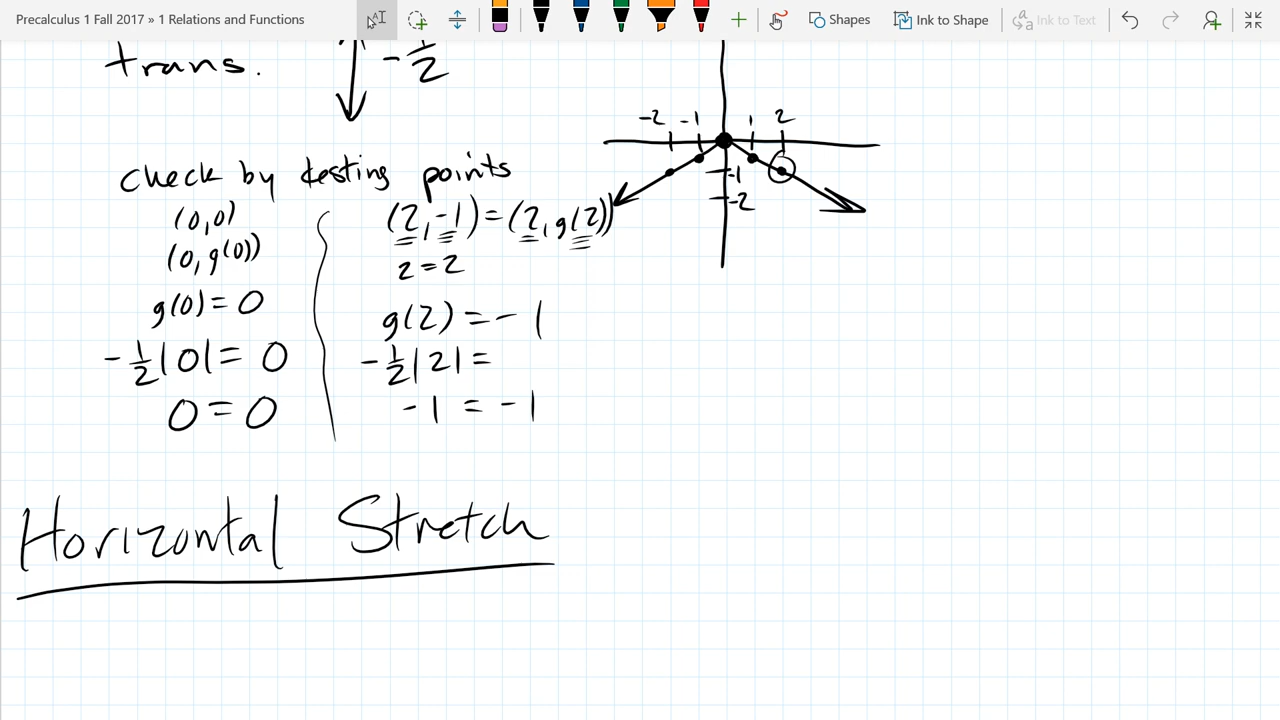 Precalculus 1 Fall 2017 » 1 Relations and Functions
Shapes
Ink to Shape
Ink to Text
trans.
-1/2
-2 -1 1 2
-1
-2
check by testing points
(0,0)
(0, g(0))
g(0) = 0
-1/2|0| = 0
0 = 0
(2, -1) = (2, g(2))
2 = 2
g(2) = -1
-1/2|2| =
-1 = -1
Horizontal Stretch